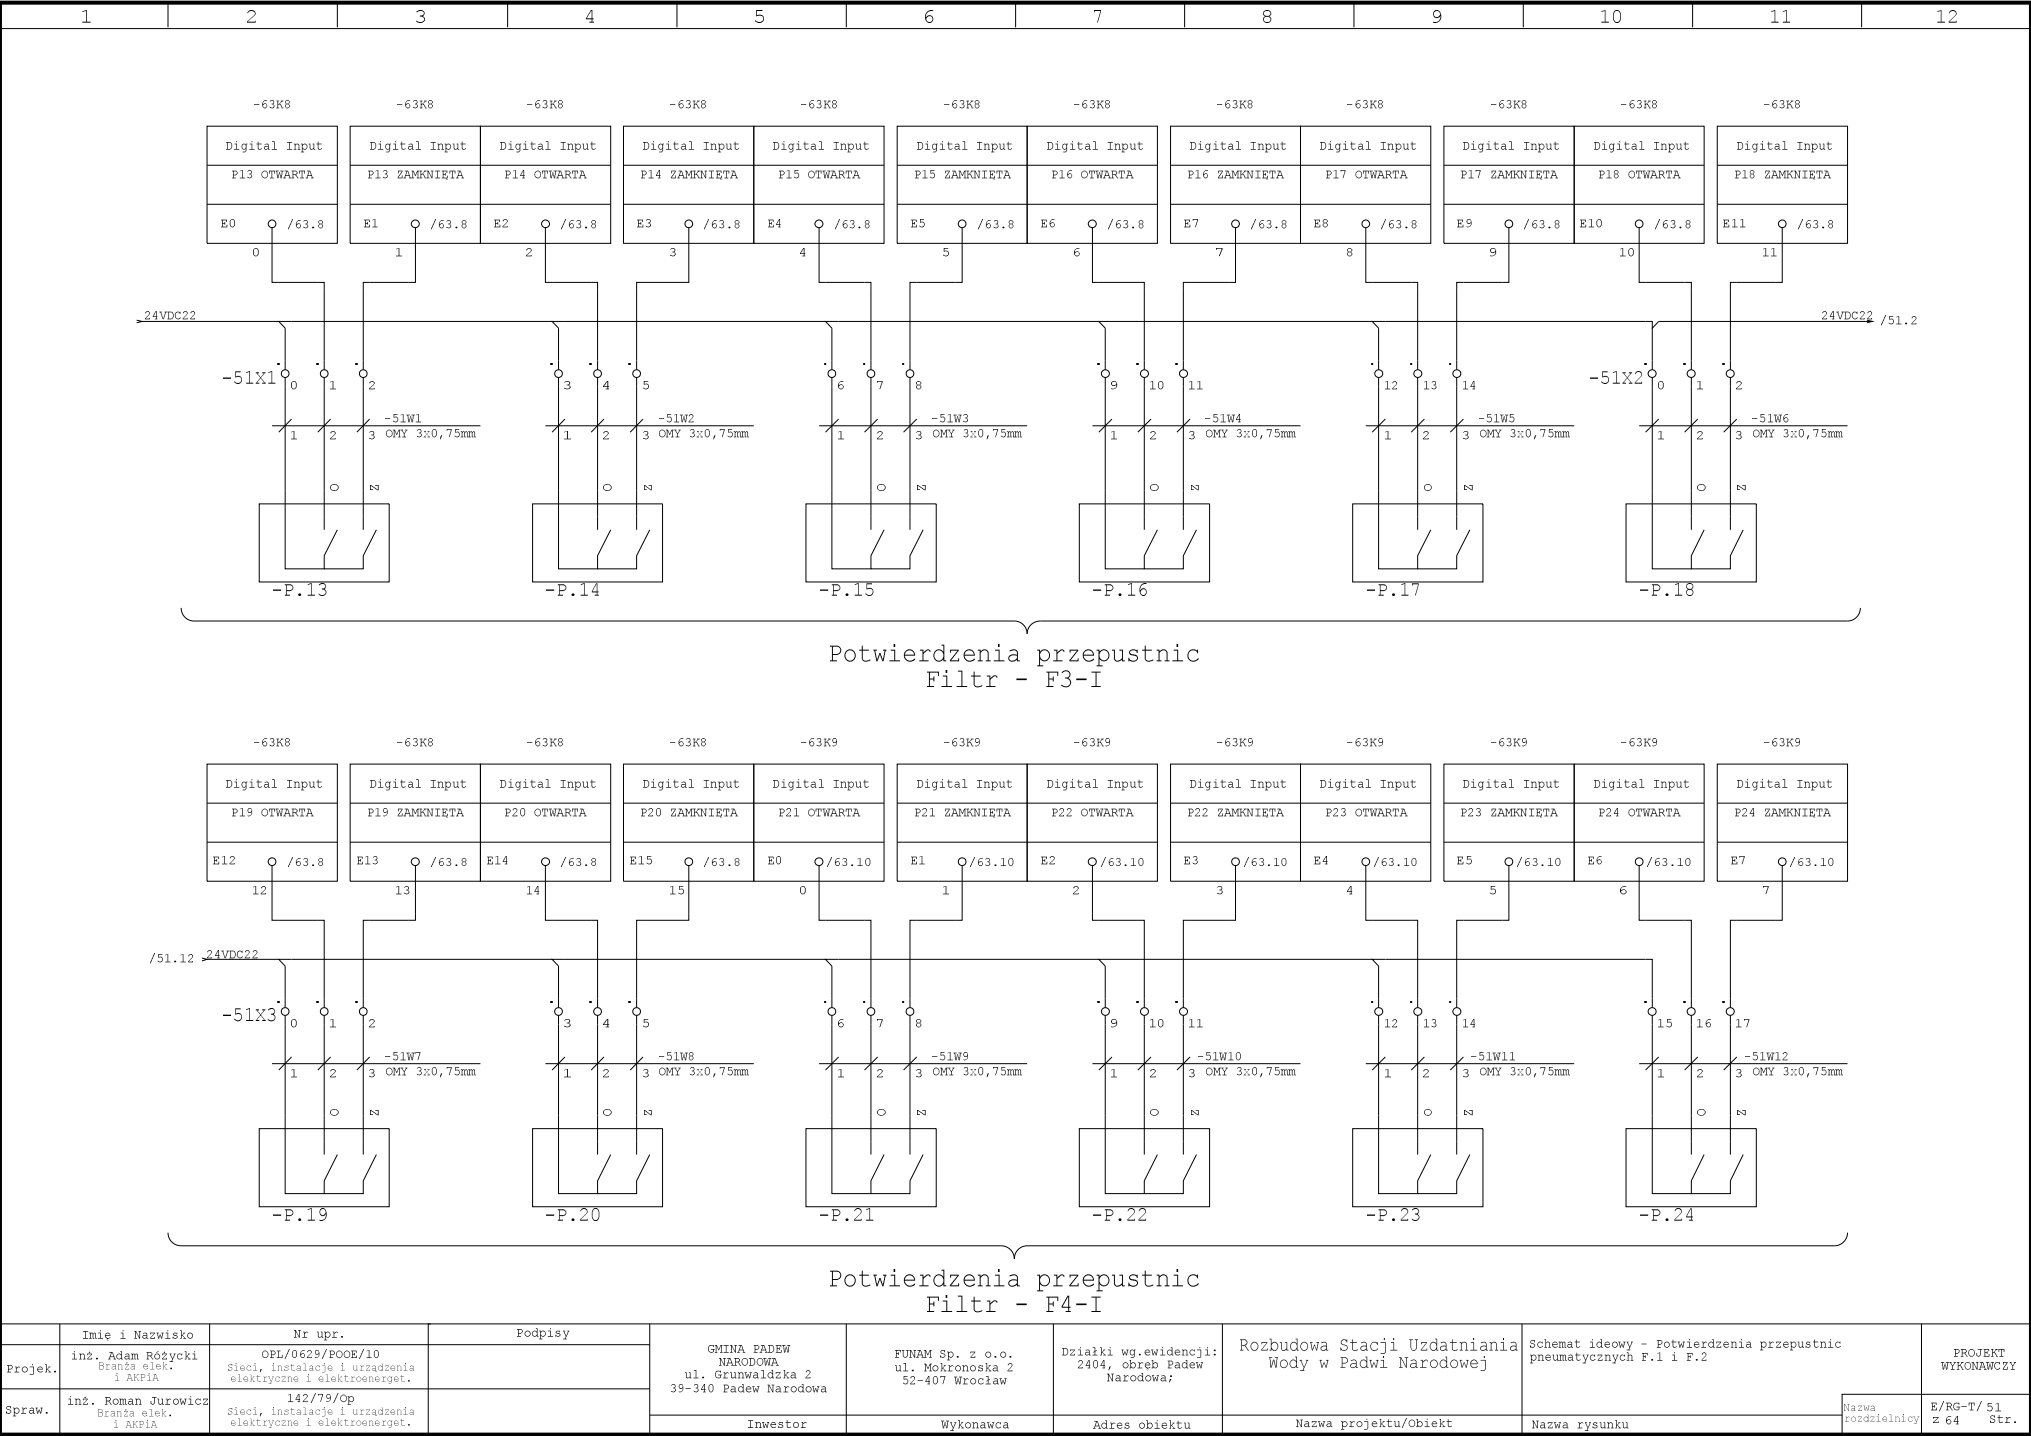 1 2 3 4 5 6 7 8 9 10 11 12
-63K8 -63K8 -63K8 -63K8 -63K8 -63K8 -63K8 -63K8 -63K8 -63K8 -63K8 -63K8
Digital Input Digital Input Digital Input Digital Input Digital Input Digital Input Digital Input Digital Input Digital Input Digital Input Digital Input Digital Input
P13 OTWARTA P13 ZAMKNIĘTA P14 OTWARTA P14 ZAMKNIĘTA P15 OTWARTA P15 ZAMKNIĘTA P16 OTWARTA P16 ZAMKNIĘTA P17 OTWARTA P17 ZAMKNIĘTA P18 OTWARTA P18 ZAMKNIĘTA
E0 /63.8 E1 /63.8 E2 /63.8 E3 /63.8 E4 /63.8 E5 /63.8 E6 /63.8 E7 /63.8 E8 /63.8 E9 /63.8 E10 /63.8 E11 /63.8
0 1 2 3 4 5 6 7 8 9 10 11
24VDC22 24VDC22 /51.2
-51X1 0 1 2 3 4 5 6 7 8 9 10 11 12 13 14 -51X2 0 1 2
-51W1 -51W2 -51W3 -51W4 -51W5 -51W6
1 2 3 OMY 3x0,75mm 1 2 3 OMY 3x0,75mm 1 2 3 OMY 3x0,75mm 1 2 3 OMY 3x0,75mm 1 2 3 OMY 3x0,75mm 1 2 3 OMY 3x0,75mm
O Z O Z O Z O Z O Z O Z
-P.13 -P.14 -P.15 -P.16 -P.17 -P.18
Potwierdzenia przepustnic
Filtr - F3-I
-63K8 -63K8 -63K8 -63K8 -63K9 -63K9 -63K9 -63K9 -63K9 -63K9 -63K9 -63K9
Digital Input Digital Input Digital Input Digital Input Digital Input Digital Input Digital Input Digital Input Digital Input Digital Input Digital Input Digital Input
P19 OTWARTA P19 ZAMKNIĘTA P20 OTWARTA P20 ZAMKNIĘTA P21 OTWARTA P21 ZAMKNIĘTA P22 OTWARTA P22 ZAMKNIĘTA P23 OTWARTA P23 ZAMKNIĘTA P24 OTWARTA P24 ZAMKNIĘTA
E12 /63.8 E13 /63.8 E14 /63.8 E15 /63.8 E0 /63.10 E1 /63.10 E2 /63.10 E3 /63.10 E4 /63.10 E5 /63.10 E6 /63.10 E7 /63.10
12 13 14 15 0 1 2 3 4 5 6 7
/51.12 24VDC22
-51X3 0 1 2 3 4 5 6 7 8 9 10 11 12 13 14 15 16 17
-51W7 -51W8 -51W9 -51W10 -51W11 -51W12
1 2 3 OMY 3x0,75mm 1 2 3 OMY 3x0,75mm 1 2 3 OMY 3x0,75mm 1 2 3 OMY 3x0,75mm 1 2 3 OMY 3x0,75mm 1 2 3 OMY 3x0,75mm
O Z O Z O Z O Z O Z O Z
-P.19 -P.20 -P.21 -P.22 -P.23 -P.24
Potwierdzenia przepustnic
Filtr - F4-I
Imię i Nazwisko Nr upr. Podpisy
Projek. inż. Adam Różycki
Branża elek.
i AKPiA
OPL/0629/POOE/10
Sieci, instalacje i urządzenia
elektryczne i elektroenerget.
Spraw. inż. Roman Jurowicz
Branża elek.
i AKPiA
142/79/Op
Sieci, instalacje i urządzenia
elektryczne i elektroenerget.
GMINA PADEW
NARODOWA
ul. Grunwaldzka 2
39-340 Padew Narodowa
Inwestor
FUNAM Sp. z o.o.
ul. Mokronoska 2
52-407 Wrocław
Wykonawca
Działki wg.ewidencji:
2404, obręb Padew
Narodowa;
Adres obiektu
Rozbudowa Stacji Uzdatniania
Wody w Padwi Narodowej
Nazwa projektu/Obiekt
Schemat ideowy - Potwierdzenia przepustnic
pneumatycznych F.1 i F.2
Nazwa rysunku
Nazwa
rozdzielnicy
PROJEKT
WYKONAWCZY
E/RG-T/ 51
z 64 Str.